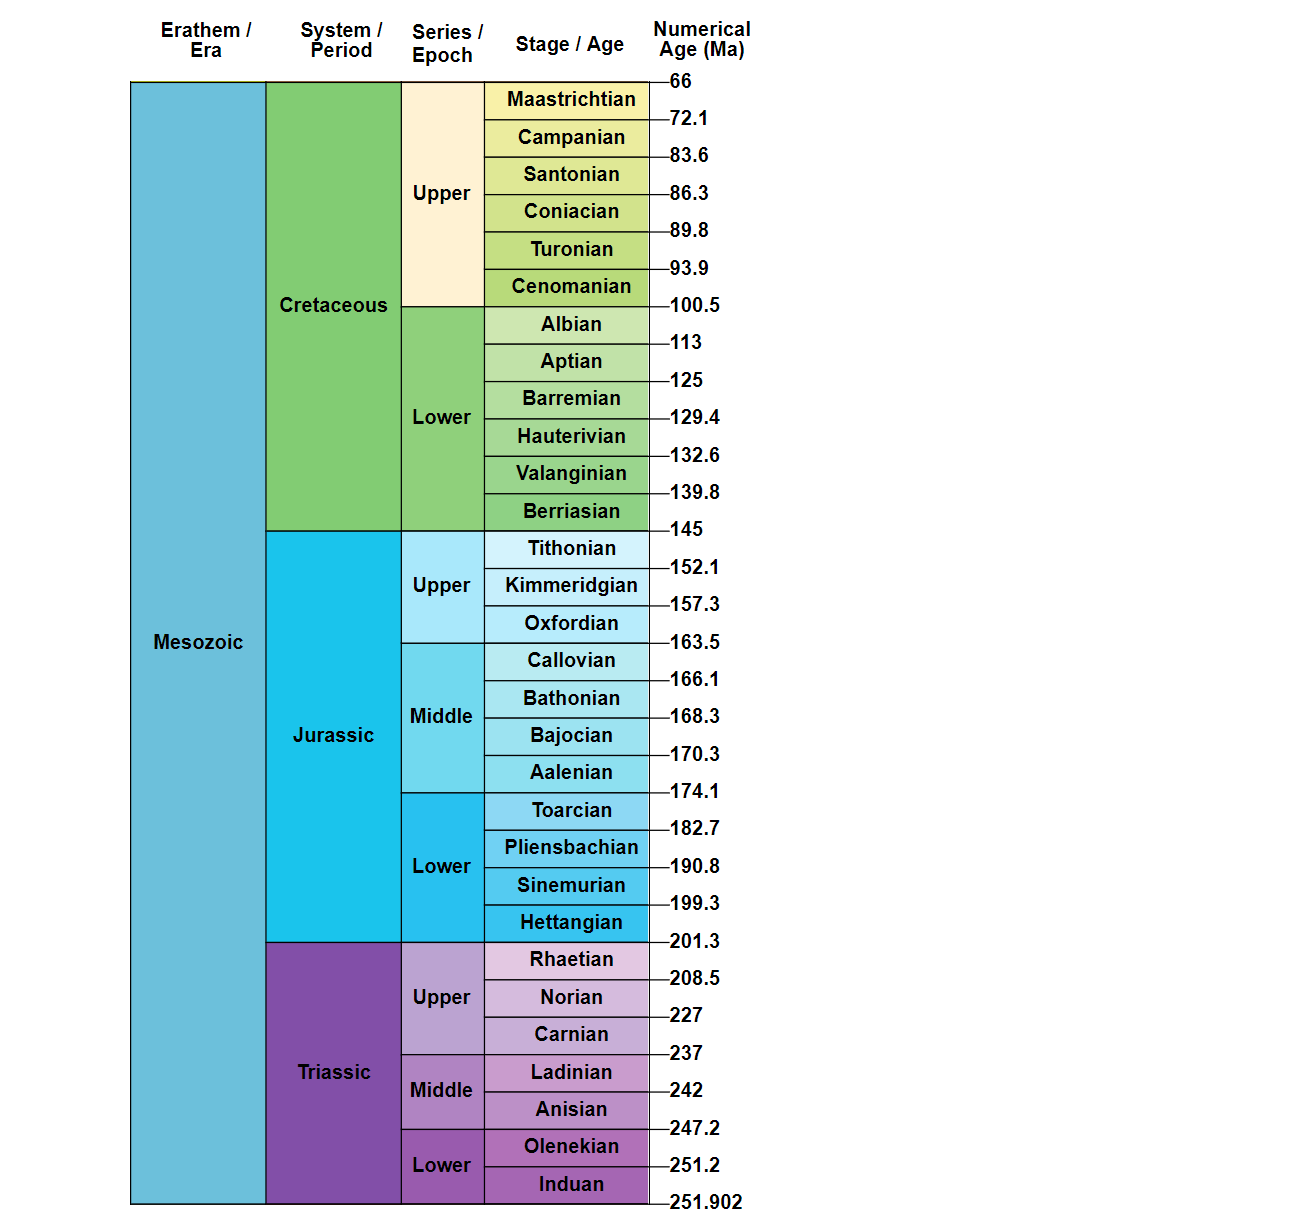 Erathem /
Era
System /
Period
Series /
Epoch
Stage / Age
Numerical
Age (Ma)
66
Maastrichtian
72.1
Campanian
83.6
Santonian
Upper
86.3
Coniacian
89.8
Turonian
93.9
Cenomanian
Cretaceous
100.5
Albian
113
Aptian
125
Barremian
Lower
129.4
Hauterivian
132.6
Valanginian
139.8
Berriasian
145
Tithonian
152.1
Upper
Kimmeridgian
157.3
Oxfordian
Mesozoic
163.5
Callovian
166.1
Bathonian
Middle
168.3
Jurassic
Bajocian
170.3
Aalenian
174.1
Toarcian
182.7
Pliensbachian
Lower
190.8
Sinemurian
199.3
Hettangian
201.3
Rhaetian
208.5
Upper
Norian
227
Carnian
237
Triassic
Ladinian
Middle
242
Anisian
247.2
Olenekian
Lower
251.2
Induan
251.902